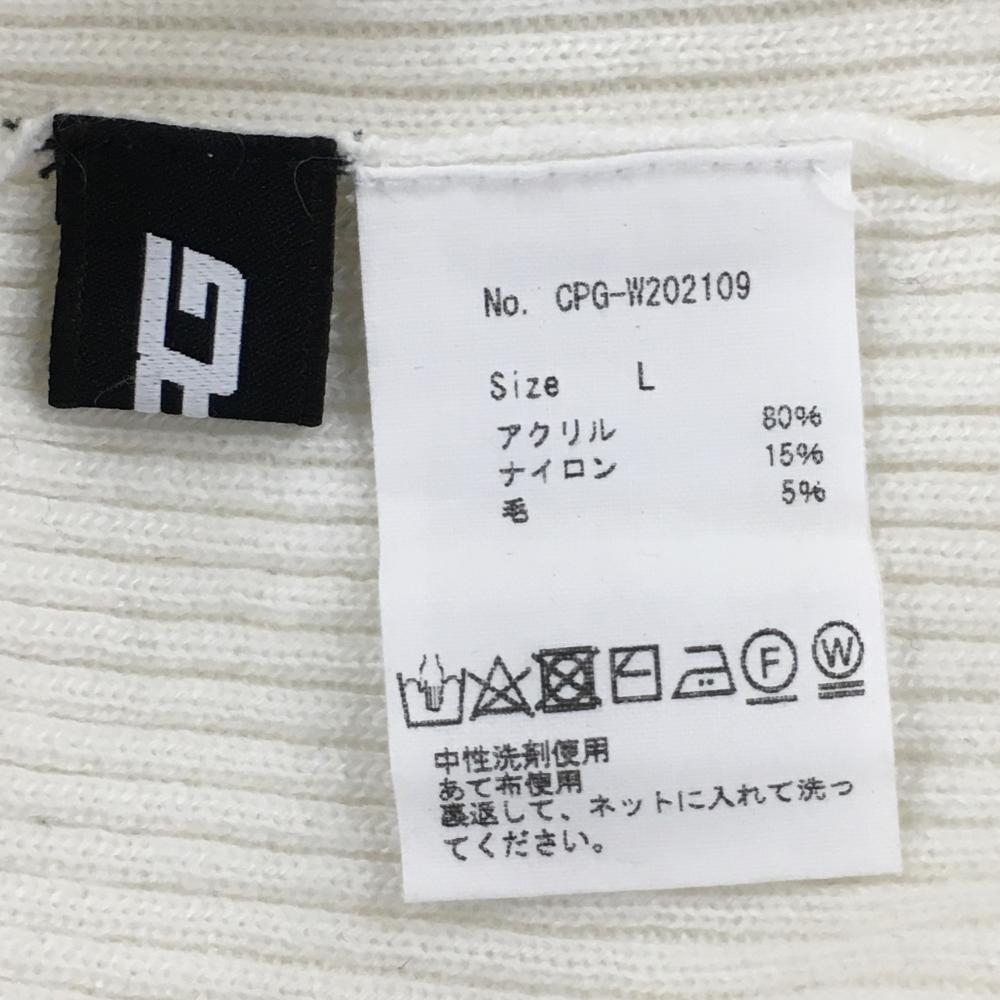 No. CPG-W202109
Size L
アクリル 80%
ナイロン 15%
毛 5%
F W
中性洗剤使用
あて布使用
裏返して、ネットに入れて洗っ
てください。